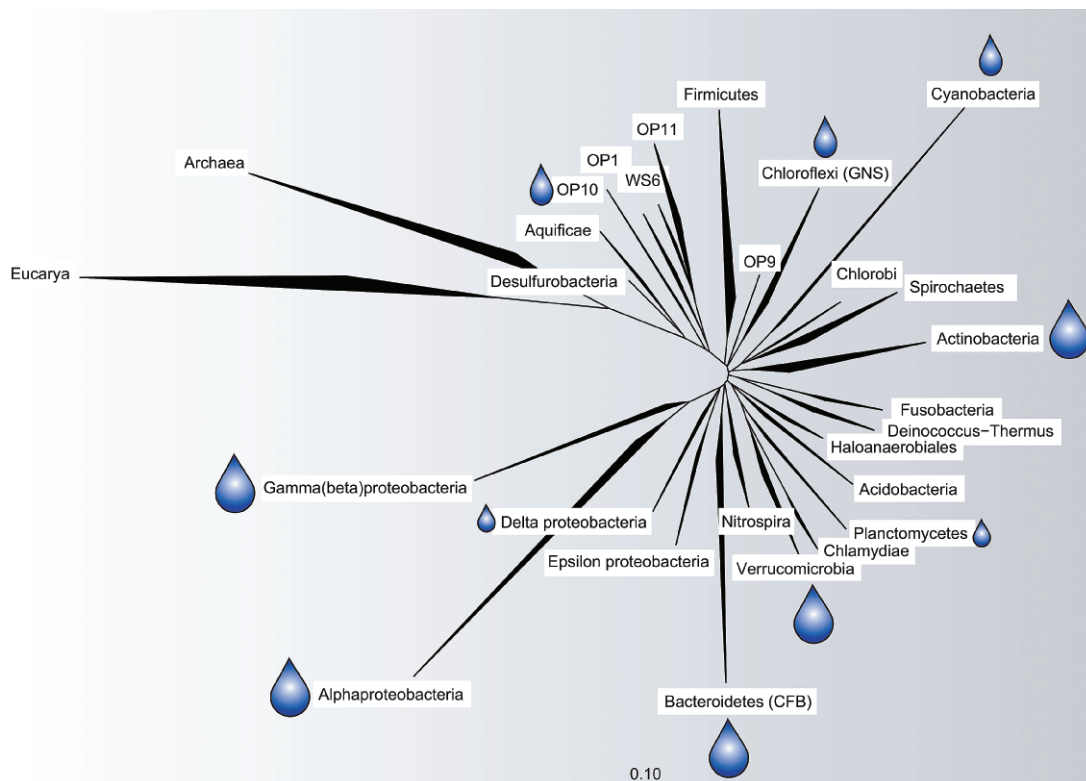 Firmicutes
Cyanobacteria
OP11
Archaea
OP1
Chloroflexi (GNS)
WS6
OP10
Aquificae
OP9
Eucarya
Chlorobi
Desulfurobacteria
Spirochaetes
Actinobacteria
Fusobacteria
Deinococcus-Thermus
Haloanaerobiales
Gamma(beta)proteobacteria
Acidobacteria
Delta proteobacteria
Nitrospira
Planctomycetes
Chlamydiae
Epsilon proteobacteria
Verrucomicrobia
Alphaproteobacteria
Bacteroidetes (CFB)
0.10